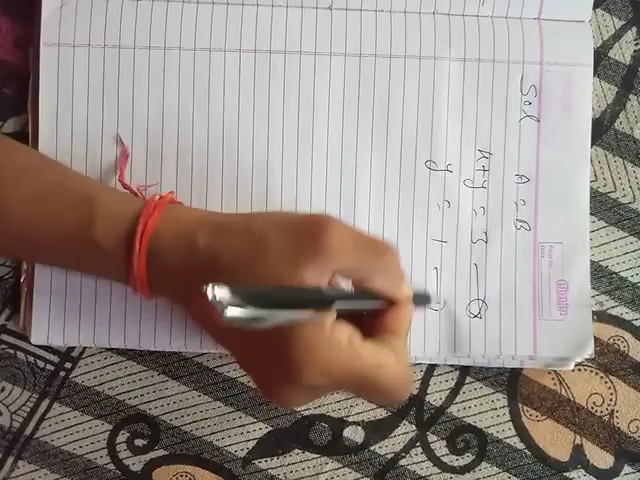 Sol A = B
x+y = 3 — ①
y = 1 —